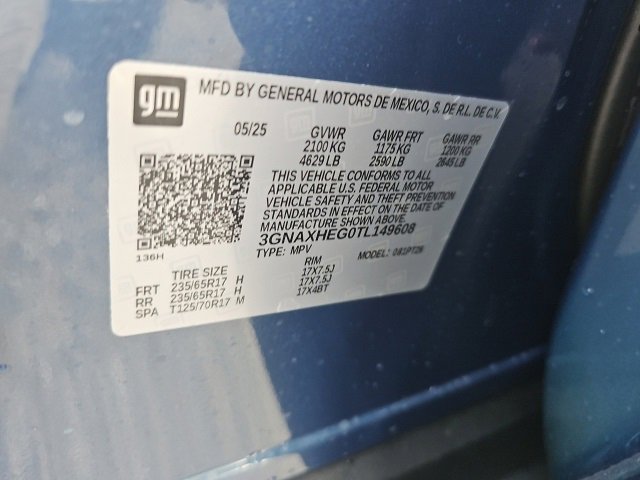 gm
MFD BY GENERAL MOTORS DE MEXICO, S. DE R.L. DE C.V.
05/25 GVWR GAWR FRT GAWR RR
2100 KG 1175 KG 1200 KG
4629 LB 2590 LB 2645 LB
THIS VEHICLE CONFORMS TO ALL
APPLICABLE U.S. FEDERAL MOTOR
VEHICLE SAFETY AND THEFT PREVENTION
STANDARDS IN EFFECT ON THE DATE OF
MANUFACTURE SHOWN ABOVE.
3GNAXHEG0TL149608
136H
TYPE: MPV MODEL: 081PT26
TIRE SIZE RIM
FRT 235/65R17 H 17X7.5J
RR 235/65R17 H 17X7.5J
SPA T125/70R17 M 17X4BT